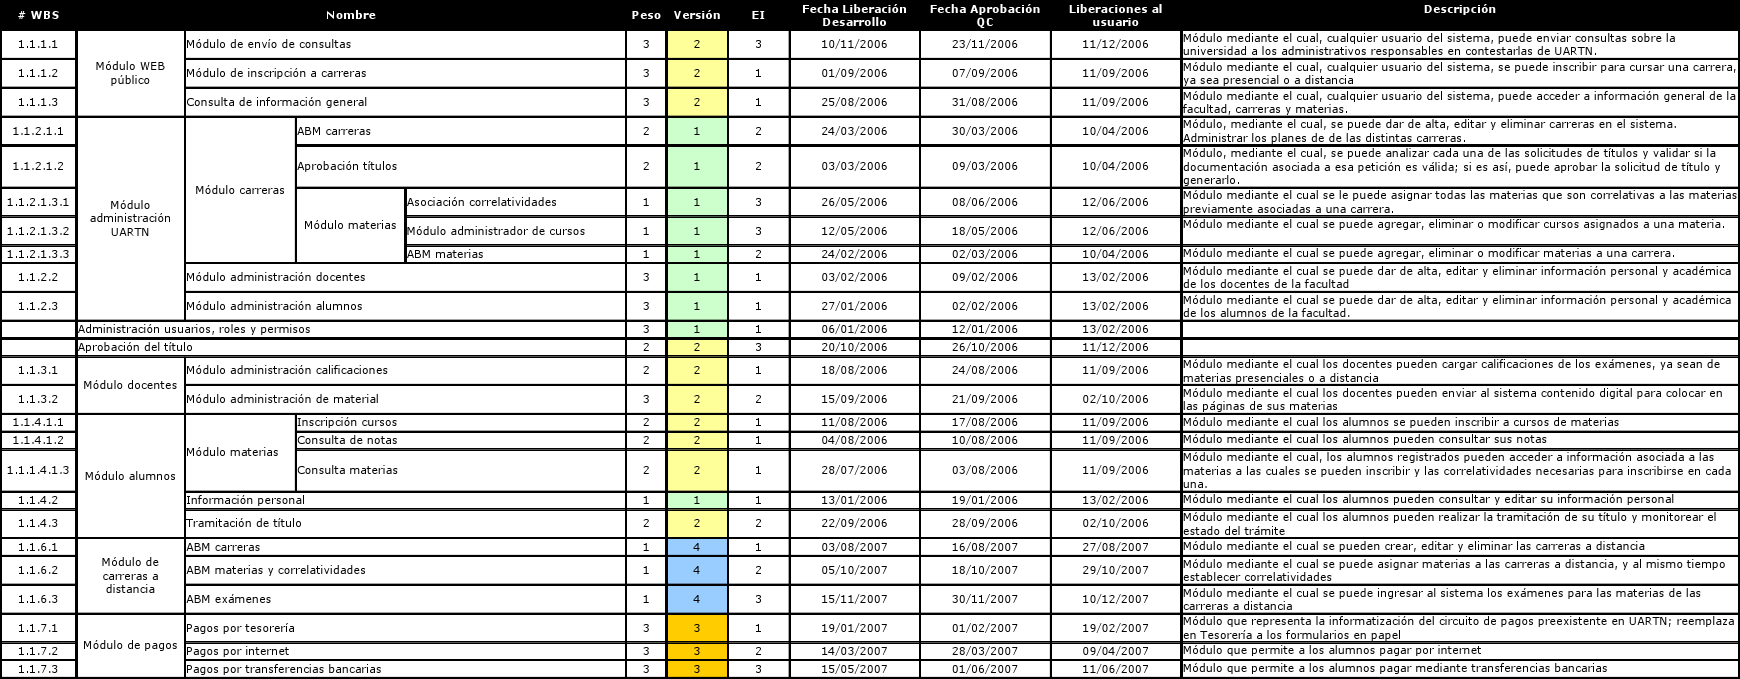 # WBS Nombre Peso Versión EI Fecha Liberación Desarrollo Fecha Aprobación QC Liberaciones al usuario Descripción
1.1.1.1 Módulo WEB público Módulo de envío de consultas 3 2 3 10/11/2006 23/11/2006 11/12/2006 Módulo mediante el cual, cualquier usuario del sistema, puede enviar consultas sobre la
universidad a los administrativos responsables en contestarlas de UARTN.
1.1.1.2 Módulo de inscripción a carreras 3 2 1 01/09/2006 07/09/2006 11/09/2006 Módulo mediante el cual, cualquier usuario del sistema, se puede inscribir para cursar una carrera,
ya sea presencial o a distancia
1.1.1.3 Consulta de información general 3 2 1 25/08/2006 31/08/2006 11/09/2006 Módulo mediante el cual, cualquier usuario del sistema, puede acceder a información general de la
facultad, carreras y materias.
1.1.2.1.1 Módulo administración UARTN Módulo carreras ABM carreras 2 1 2 24/03/2006 30/03/2006 10/04/2006 Módulo, mediante el cual, se puede dar de alta, editar y eliminar carreras en el sistema.
Administrar los planes de de las distintas carreras.
1.1.2.1.2 Aprobación títulos 2 1 2 03/03/2006 09/03/2006 10/04/2006 Módulo, mediante el cual, se puede analizar cada una de las solicitudes de títulos y validar si la
documentación asociada a esa petición es válida; si es así, puede aprobar la solicitud de título y
generarlo.
1.1.2.1.3.1 Módulo materias Asociación correlatividades 1 1 3 26/05/2006 08/06/2006 12/06/2006 Módulo mediante el cual se le puede asignar todas las materias que son correlativas a las materias
previamente asociadas a una carrera.
1.1.2.1.3.2 Módulo administrador de cursos 1 1 3 12/05/2006 18/05/2006 12/06/2006 Módulo mediante el cual se puede agregar, eliminar o modificar cursos asignados a una materia.
1.1.2.1.3.3 ABM materias 1 1 2 24/02/2006 02/03/2006 10/04/2006 Módulo mediante el cual se puede agregar, eliminar o modificar materias a una carrera.
1.1.2.2 Módulo administración docentes 3 1 1 03/02/2006 09/02/2006 13/02/2006 Módulo mediante el cual se puede dar de alta, editar y eliminar información personal y académica
de los docentes de la facultad
1.1.2.3 Módulo administración alumnos 3 1 1 27/01/2006 02/02/2006 13/02/2006 Módulo mediante el cual se puede dar de alta, editar y eliminar información personal y académica
de los alumnos de la facultad.
Administración usuarios, roles y permisos 3 1 1 06/01/2006 12/01/2006 13/02/2006
Aprobación del título 2 2 3 20/10/2006 26/10/2006 11/12/2006
1.1.3.1 Módulo docentes Módulo administración calificaciones 2 2 1 18/08/2006 24/08/2006 11/09/2006 Módulo mediante el cual los docentes pueden cargar calificaciones de los exámenes, ya sean de
materias presenciales o a distancia
1.1.3.2 Módulo administración de material 3 2 2 15/09/2006 21/09/2006 02/10/2006 Módulo mediante el cual los docentes pueden enviar al sistema contenido digital para colocar en
las páginas de sus materias
1.1.4.1.1 Módulo alumnos Módulo materias Inscripción cursos 2 2 1 11/08/2006 17/08/2006 11/09/2006 Módulo mediante el cual los alumnos se pueden inscribir a cursos de materias
1.1.4.1.2 Consulta de notas 2 2 1 04/08/2006 10/08/2006 11/09/2006 Módulo mediante el cual los alumnos pueden consultar sus notas
1.1.1.4.1.3 Consulta materias 2 2 1 28/07/2006 03/08/2006 11/09/2006 Módulo mediante el cual, los alumnos registrados pueden acceder a información asociada a las
materias a las cuales se pueden inscribir y las correlatividades necesarias para inscribirse en cada
una.
1.1.4.2 Información personal 1 1 1 13/01/2006 19/01/2006 13/02/2006 Módulo mediante el cual los alumnos pueden consultar y editar su información personal
1.1.4.3 Tramitación de título 2 2 2 22/09/2006 28/09/2006 02/10/2006 Módulo mediante el cual los alumnos pueden realizar la tramitación de su título y monitorear el
estado del trámite
1.1.6.1 Módulo de carreras a distancia ABM carreras 1 4 1 03/08/2007 16/08/2007 27/08/2007 Módulo mediante el cual se pueden crear, editar y eliminar las carreras a distancia
1.1.6.2 ABM materias y correlatividades 1 4 2 05/10/2007 18/10/2007 29/10/2007 Módulo mediante el cual se puede asignar materias a las carreras a distancia, y al mismo tiempo
establecer correlatividades
1.1.6.3 ABM exámenes 1 4 3 15/11/2007 30/11/2007 10/12/2007 Módulo mediante el cual se puede ingresar al sistema los exámenes para las materias de las
carreras a distancia
1.1.7.1 Módulo de pagos Pagos por tesorería 3 3 1 19/01/2007 01/02/2007 19/02/2007 Módulo que representa la informatización del circuito de pagos preexistente en UARTN; reemplaza
en Tesorería a los formularios en papel
1.1.7.2 Pagos por internet 3 3 2 14/03/2007 28/03/2007 09/04/2007 Módulo que permite a los alumnos pagar por internet
1.1.7.3 Pagos por transferencias bancarias 3 3 3 15/05/2007 01/06/2007 11/06/2007 Módulo que permite a los alumnos pagar mediante transferencias bancarias